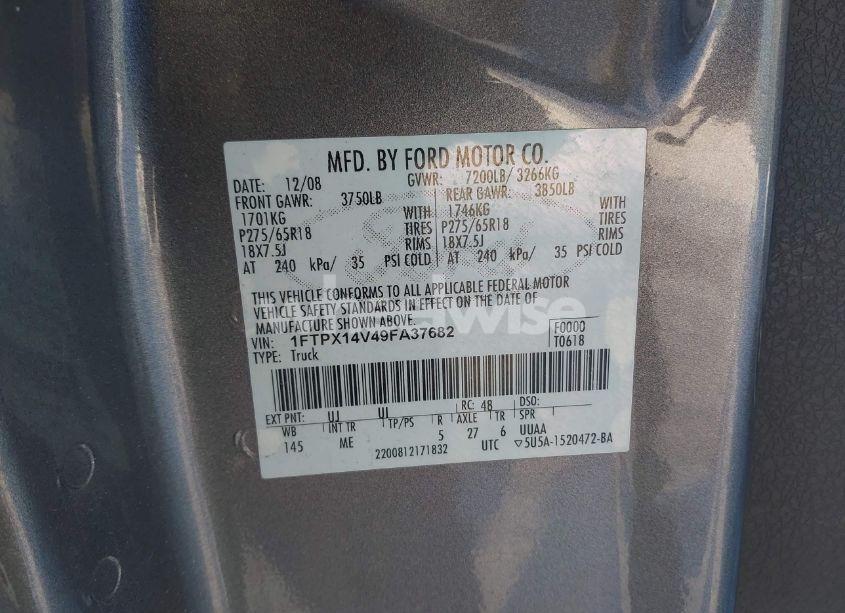 MFD. BY FORD MOTOR CO.
DATE: 12/08 GVWR: 7200LB/ 3266KG
FRONT GAWR: 3750LB REAR GAWR: 3850LB
1701KG WITH 1746KG WITH
P275/65R18 TIRES P275/65R18 TIRES
18X7.5J RIMS 18X7.5J RIMS
AT 240 kPa/ 35 PSI COLD AT 240 kPa/ 35 PSI COLD
THIS VEHICLE CONFORMS TO ALL APPLICABLE FEDERAL MOTOR
VEHICLE SAFETY STANDARDS IN EFFECT ON THE DATE OF
MANUFACTURE SHOWN ABOVE.
VIN: 1FTPX14V49FA37682 F0000
TYPE: Truck T0618
EXT PNT: UJ UI RC: 48 DSO:
WB INT TR TP/PS R AXLE TR SPR
145 ME 5 27 6 UUAA
2200812171832 UTC ▽5U5A-1520472-BA